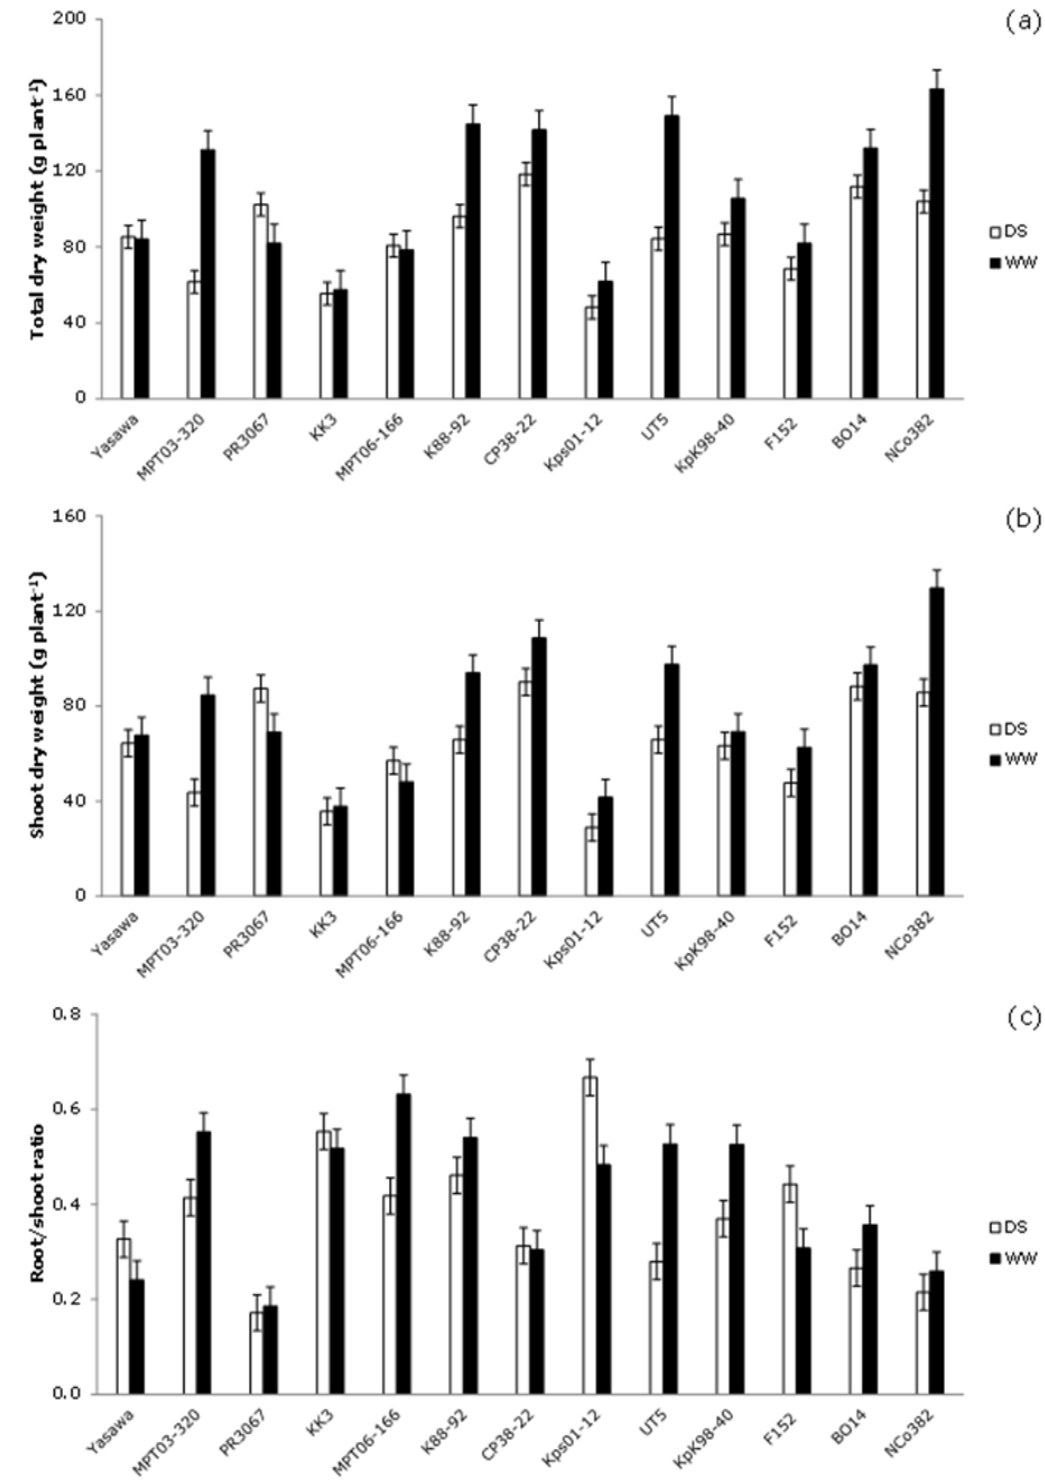 (a)
200
160
120
80
40
0
Total dry weight (g plant⁻¹)
DS
WW
Yasawa
MPT03-320
PR3067
KK3
MPT06-166
K88-92
CP38-22
Kps01-12
UT5
KpK98-40
F152
BO14
NCo382
(b)
160
120
80
40
0
Shoot dry weight (g plant⁻¹)
DS
WW
Yasawa
MPT03-320
PR3067
KK3
MPT06-166
K88-92
CP38-22
Kps01-12
UT5
KpK98-40
F152
BO14
NCo382
(c)
0.8
0.6
0.4
0.2
0.0
Root/shoot ratio
DS
WW
Yasawa
MPT03-320
PR3067
KK3
MPT06-166
K88-92
CP38-22
Kps01-12
UT5
KpK98-40
F152
BO14
NCo382